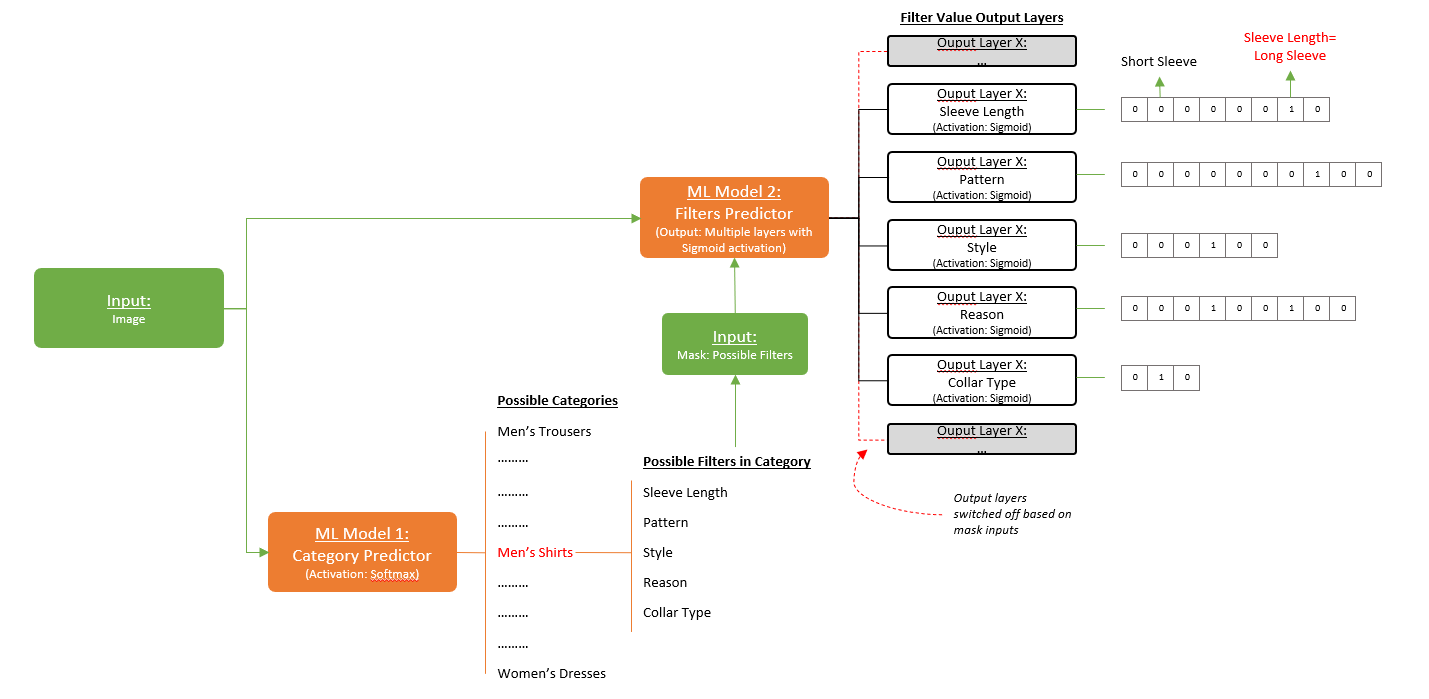 Filter Value Output Layers
Ouput Layer X:
...
Sleeve Length=
Long Sleeve
Short Sleeve
Ouput Layer X:
Sleeve Length
(Activation: Sigmoid)
0 0 0 0 0 0 1 0
Ouput Layer X:
Pattern
(Activation: Sigmoid)
0 0 0 0 0 0 0 1 0 0
ML Model 2:
Filters Predictor
(Output: Multiple layers with
Sigmoid activation)
Ouput Layer X:
Style
(Activation: Sigmoid)
0 0 0 1 0 0
Input:
Image
Ouput Layer X:
Reason
(Activation: Sigmoid)
0 0 0 1 0 0 1 0 0
Input:
Mask: Possible Filters
Ouput Layer X:
Collar Type
(Activation: Sigmoid)
0 1 0
Ouput Layer X:
...
Output layers
switched off based on
mask inputs
ML Model 1:
Category Predictor
(Activation: Softmax)
Possible Categories
Men’s Trousers
.........
.........
.........
Men’s Shirts
.........
.........
.........
Women’s Dresses
Possible Filters in Category
Sleeve Length
Pattern
Style
Reason
Collar Type